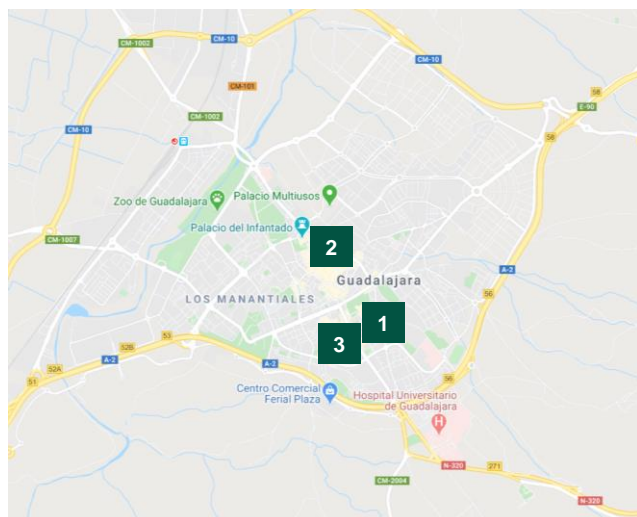 CM-10
CM-1002
CM-10
58
CM-101
E-90
CM-1002
CM-10
58
58
Zoo de Guadalajara
Palacio Multiusos
Palacio del Infantado
2
CM-1007
A-2
Guadalajara
56
LOS MANANTIALES
1
3
53
52B
A-2
A-2
52A
51
56
Centro Comercial
Ferial Plaza
Hospital Universitario
de Guadalajara
H
N-320
271
CM-2004
N-320